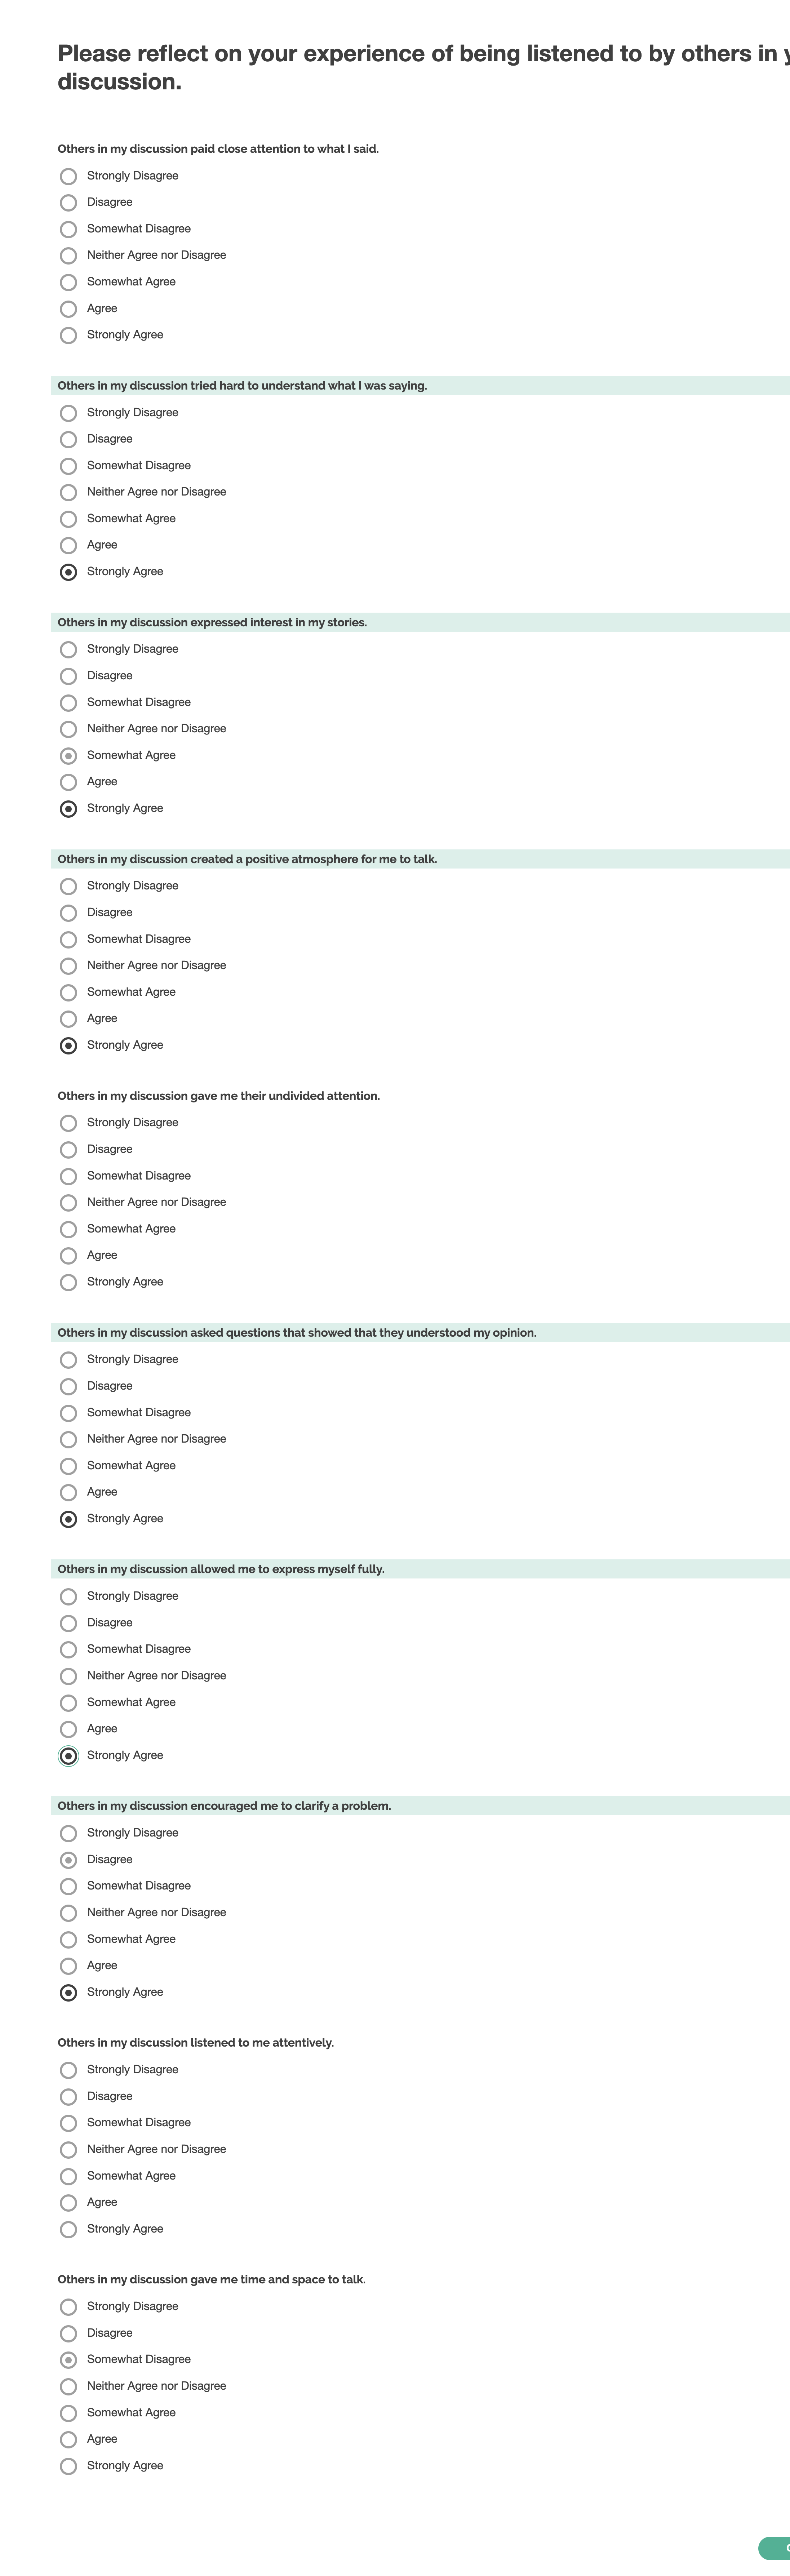 Please reflect on your experience of being listened to by others in
discussion.
Others in my discussion paid close attention to what I said.
Strongly Disagree
Disagree
Somewhat Disagree
Neither Agree nor Disagree
Somewhat Agree
Agree
Strongly Agree
Others in my discussion tried hard to understand what I was saying.
Strongly Disagree
Disagree
Somewhat Disagree
Neither Agree nor Disagree
Somewhat Agree
Agree
Strongly Agree
Others in my discussion expressed interest in my stories.
Strongly Disagree
Disagree
Somewhat Disagree
Neither Agree nor Disagree
Somewhat Agree
Agree
Strongly Agree
Others in my discussion created a positive atmosphere for me to talk.
Strongly Disagree
Disagree
Somewhat Disagree
Neither Agree nor Disagree
Somewhat Agree
Agree
Strongly Agree
Others in my discussion gave me their undivided attention.
Strongly Disagree
Disagree
Somewhat Disagree
Neither Agree nor Disagree
Somewhat Agree
Agree
Strongly Agree
Others in my discussion asked questions that showed that they understood my opinion.
Strongly Disagree
Disagree
Somewhat Disagree
Neither Agree nor Disagree
Somewhat Agree
Agree
Strongly Agree
Others in my discussion allowed me to express myself fully.
Strongly Disagree
Disagree
Somewhat Disagree
Neither Agree nor Disagree
Somewhat Agree
Agree
Strongly Agree
Others in my discussion encouraged me to clarify a problem.
Strongly Disagree
Disagree
Somewhat Disagree
Neither Agree nor Disagree
Somewhat Agree
Agree
Strongly Agree
Others in my discussion listened to me attentively.
Strongly Disagree
Disagree
Somewhat Disagree
Neither Agree nor Disagree
Somewhat Agree
Agree
Strongly Agree
Others in my discussion gave me time and space to talk.
Strongly Disagree
Disagree
Somewhat Disagree
Neither Agree nor Disagree
Somewhat Agree
Agree
Strongly Agree